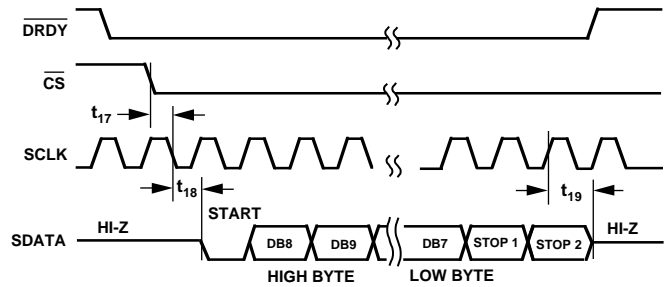 DRDY
CS
t17
SCLK
t18
START
t19
SDATA
HI-Z
DB8
DB9
DB7
STOP 1
STOP 2
HI-Z
HIGH BYTE
LOW BYTE